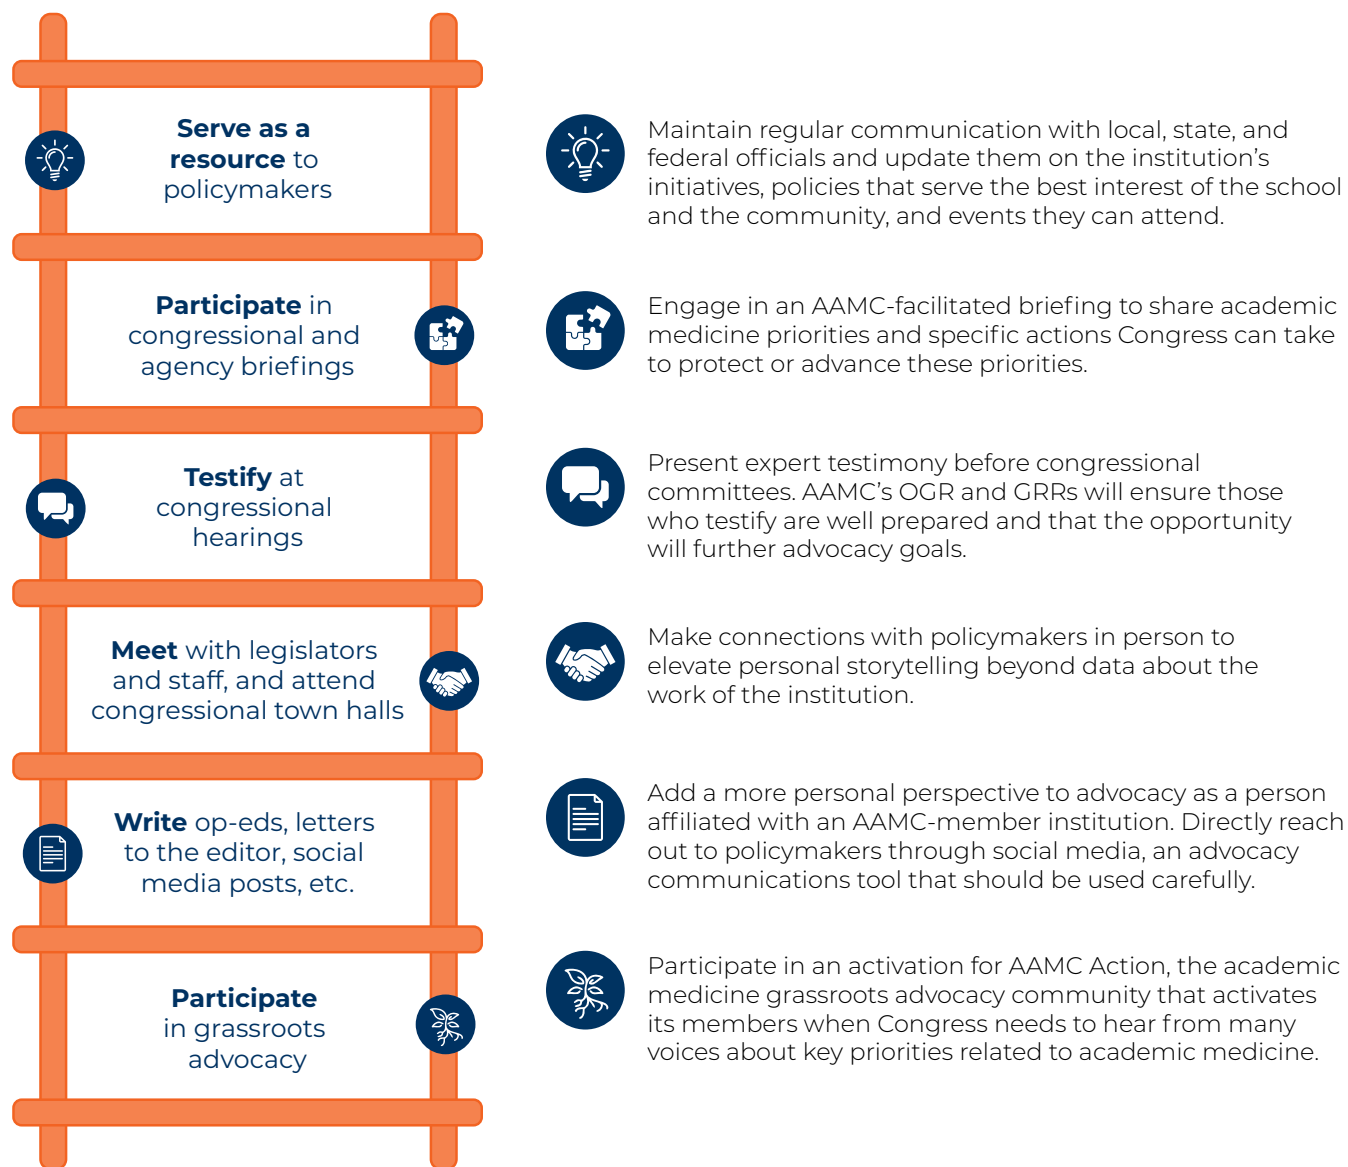 Serve as a
resource to
policymakers
Maintain regular communication with local, state, and
federal officials and update them on the institution’s
initiatives, policies that serve the best interest of the school
and the community, and events they can attend.
Participate in
congressional and
agency briefings
Engage in an AAMC-facilitated briefing to share academic
medicine priorities and specific actions Congress can take
to protect or advance these priorities.
Testify at
congressional
hearings
Present expert testimony before congressional
committees. AAMC’s OGR and GRRs will ensure those
who testify are well prepared and that the opportunity
will further advocacy goals.
Meet with legislators
and staff, and attend
congressional town halls
Make connections with policymakers in person to
elevate personal storytelling beyond data about the
work of the institution.
Write op-eds, letters
to the editor, social
media posts, etc.
Add a more personal perspective to advocacy as a person
affiliated with an AAMC-member institution. Directly reach
out to policymakers through social media, an advocacy
communications tool that should be used carefully.
Participate
in grassroots
advocacy
Participate in an activation for AAMC Action, the academic
medicine grassroots advocacy community that activates
its members when Congress needs to hear from many
voices about key priorities related to academic medicine.